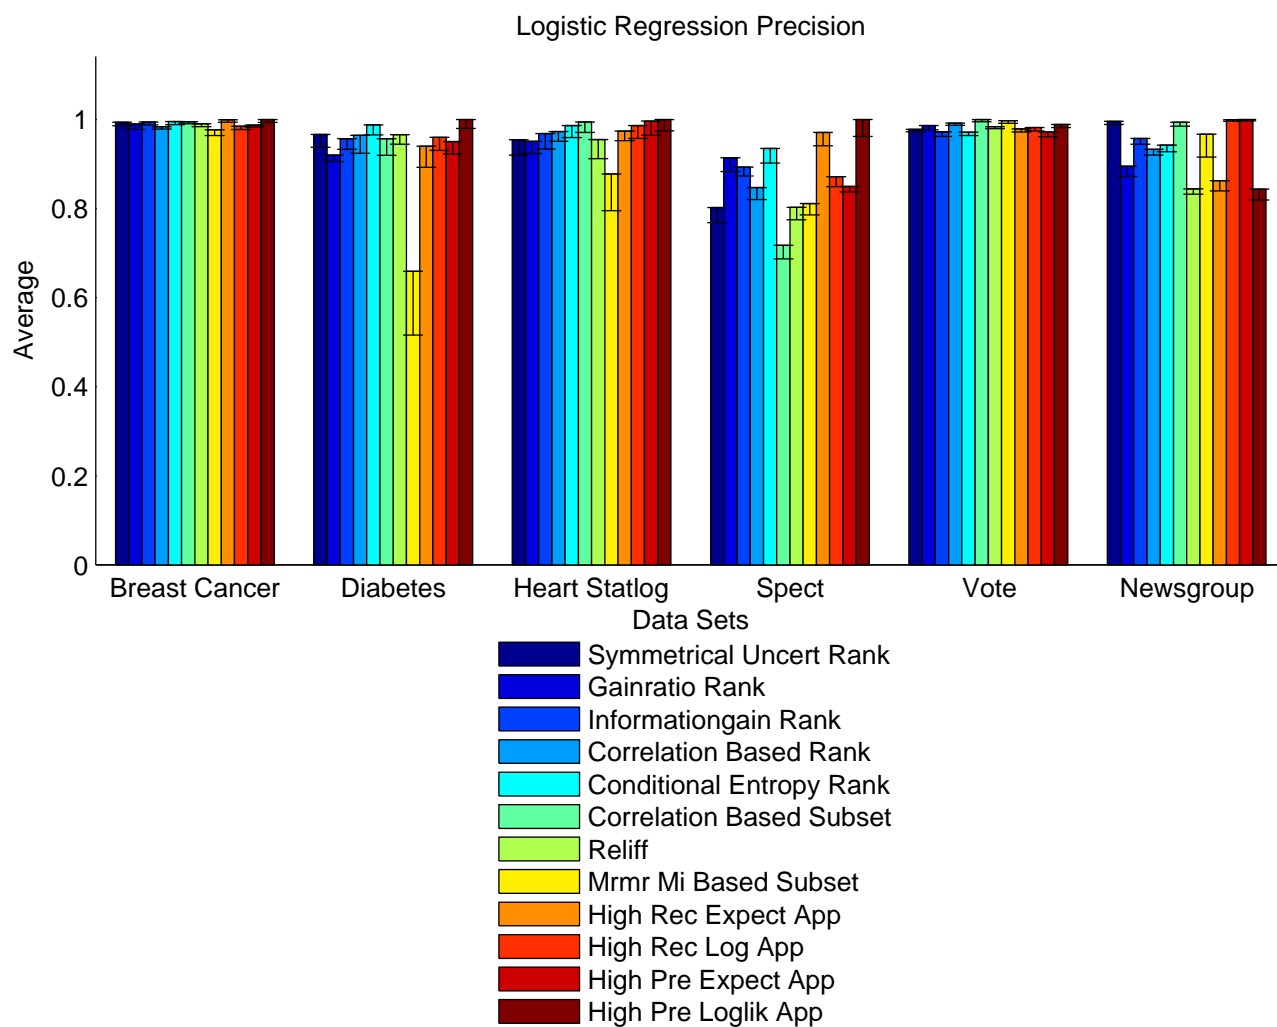 Logistic Regression Precision
1
0.8
0.6
0.4
0.2
0
Average
Breast Cancer Diabetes Heart Statlog Spect Vote Newsgroup
Data Sets
Symmetrical Uncert Rank
Gainratio Rank
Informationgain Rank
Correlation Based Rank
Conditional Entropy Rank
Correlation Based Subset
Reliff
Mrmr Mi Based Subset
High Rec Expect App
High Rec Log App
High Pre Expect App
High Pre Loglik App